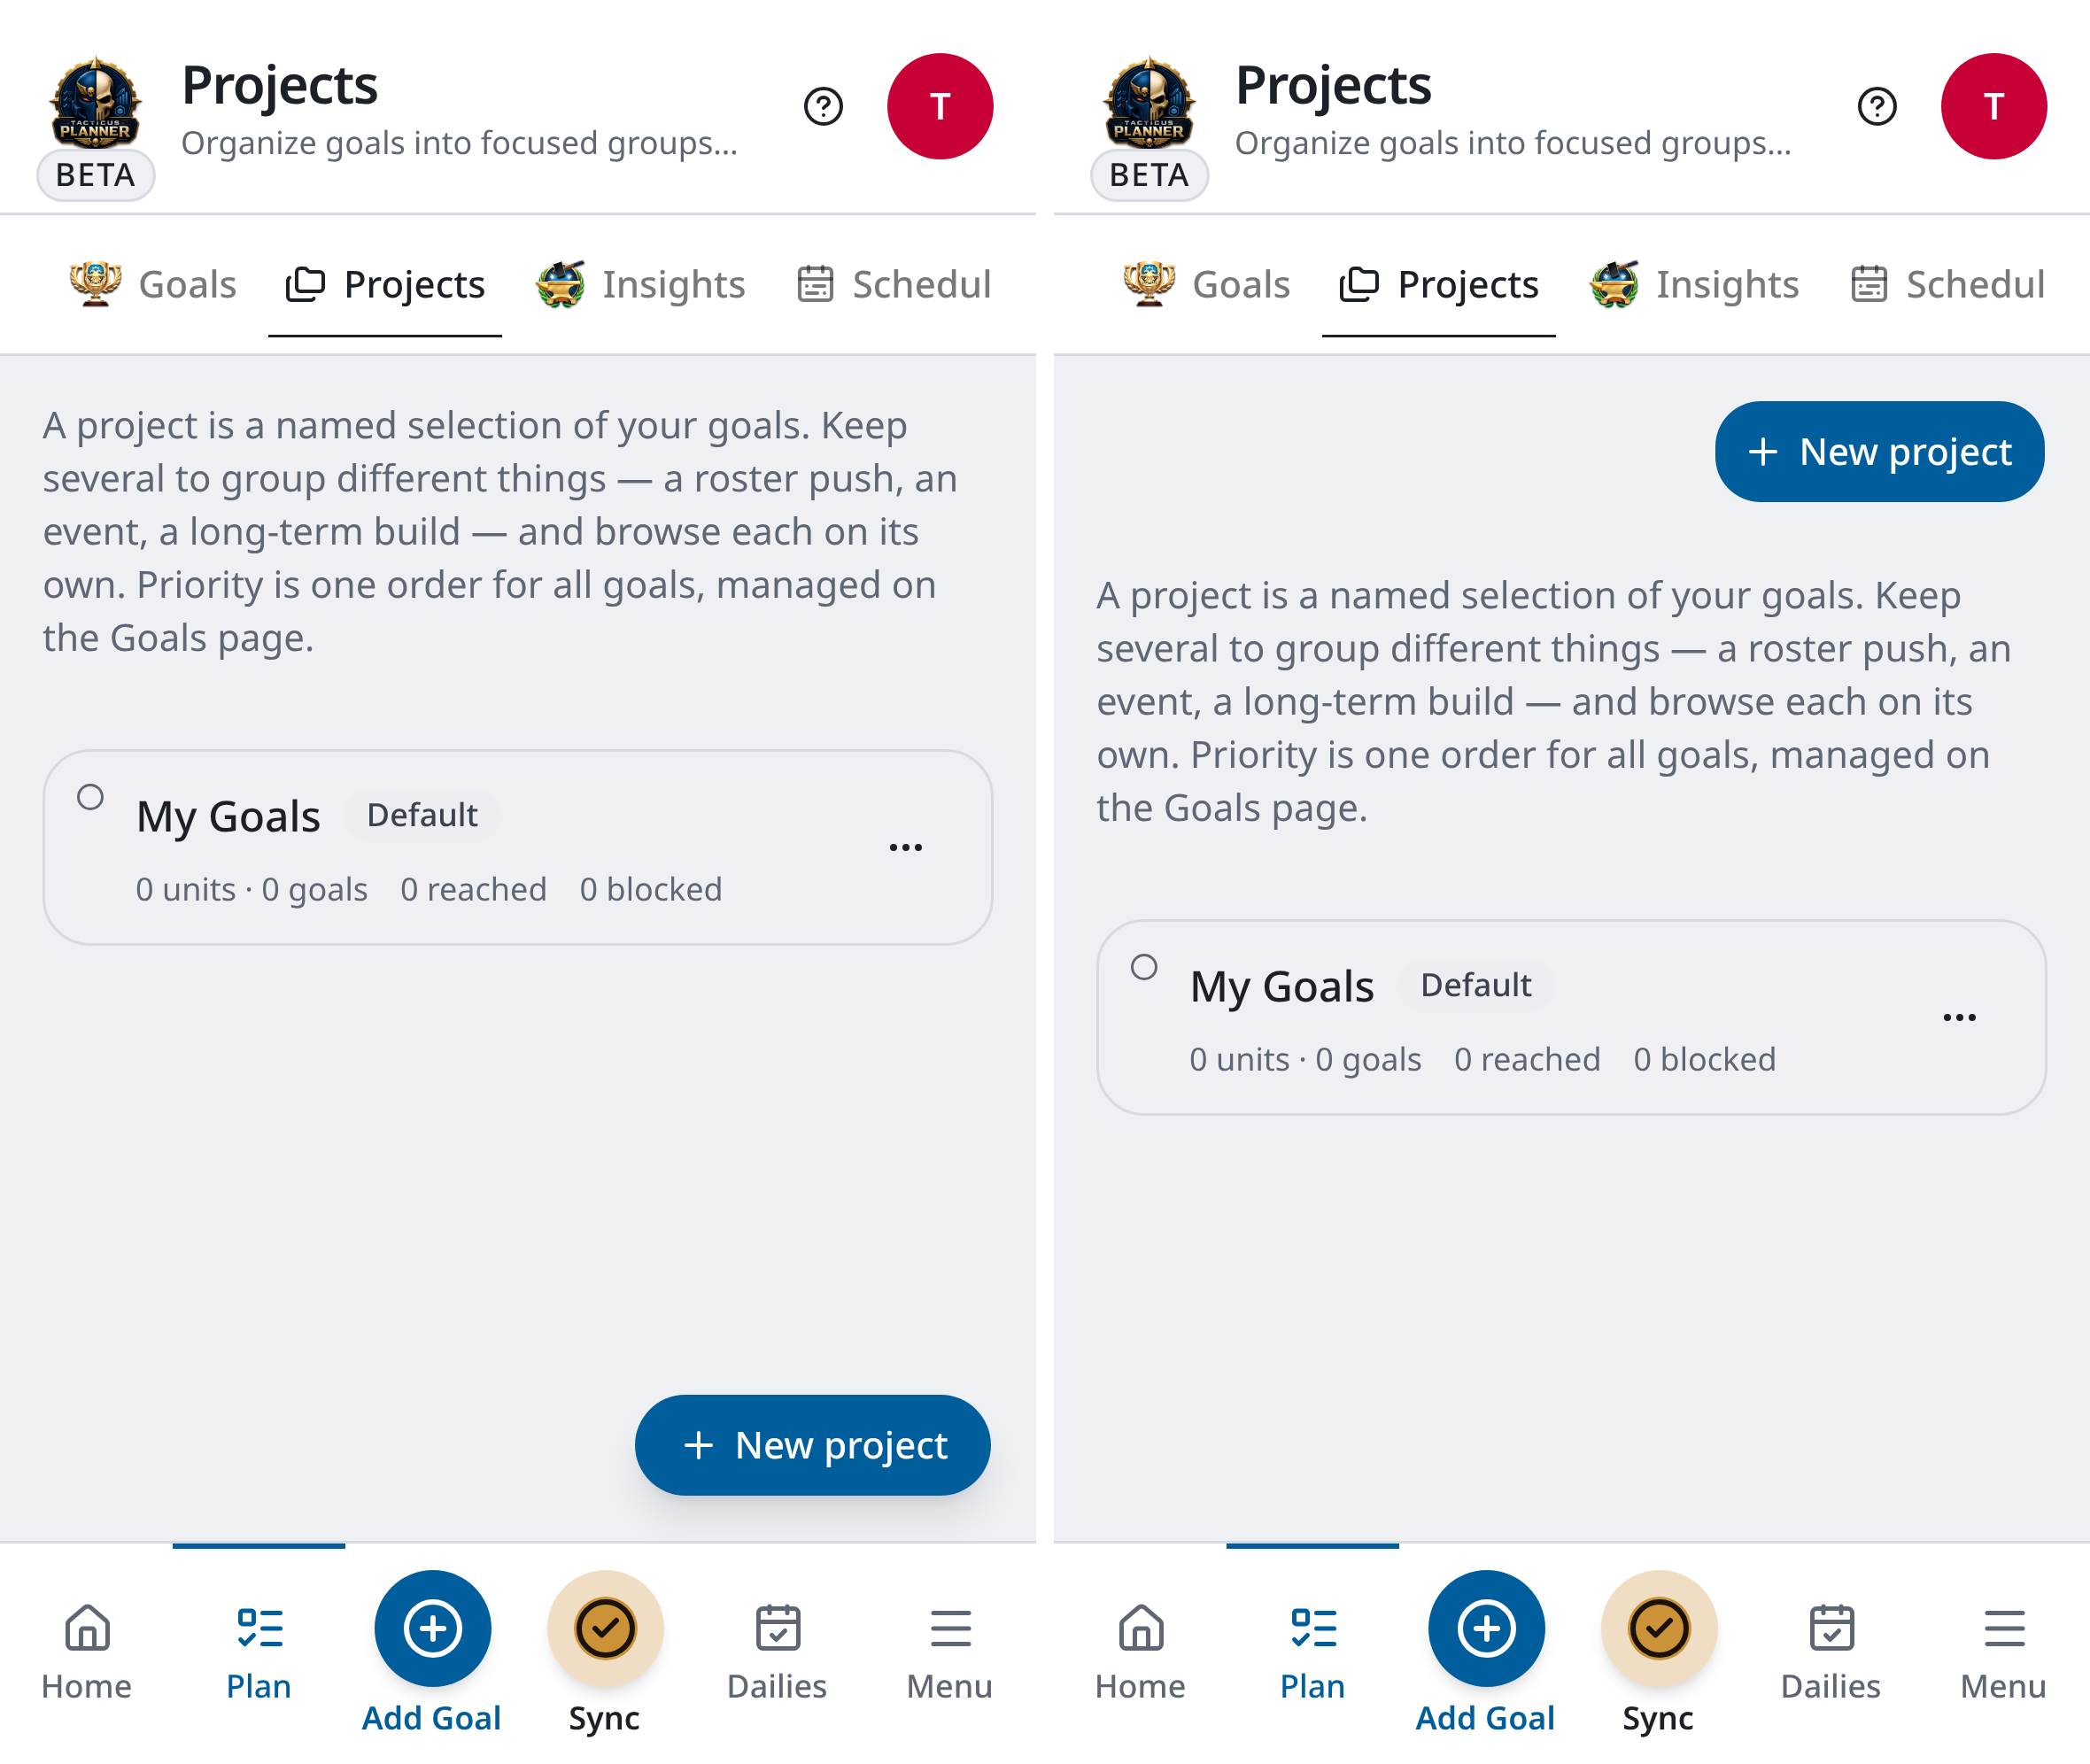 TACTICUS
PLANNER
BETA
Projects
Organize goals into focused groups...
T
Goals
Projects
Insights
Schedul
A project is a named selection of your goals. Keep
several to group different things — a roster push, an
event, a long-term build — and browse each on its
own. Priority is one order for all goals, managed on
the Goals page.
My Goals
Default
0 units · 0 goals 0 reached 0 blocked
+ New project
Home
Plan
Add Goal
Sync
Dailies
Menu
TACTICUS
PLANNER
BETA
Projects
Organize goals into focused groups...
T
Goals
Projects
Insights
Schedul
+ New project
A project is a named selection of your goals. Keep
several to group different things — a roster push, an
event, a long-term build — and browse each on its
own. Priority is one order for all goals, managed on
the Goals page.
My Goals
Default
0 units · 0 goals 0 reached 0 blocked
Home
Plan
Add Goal
Sync
Dailies
Menu